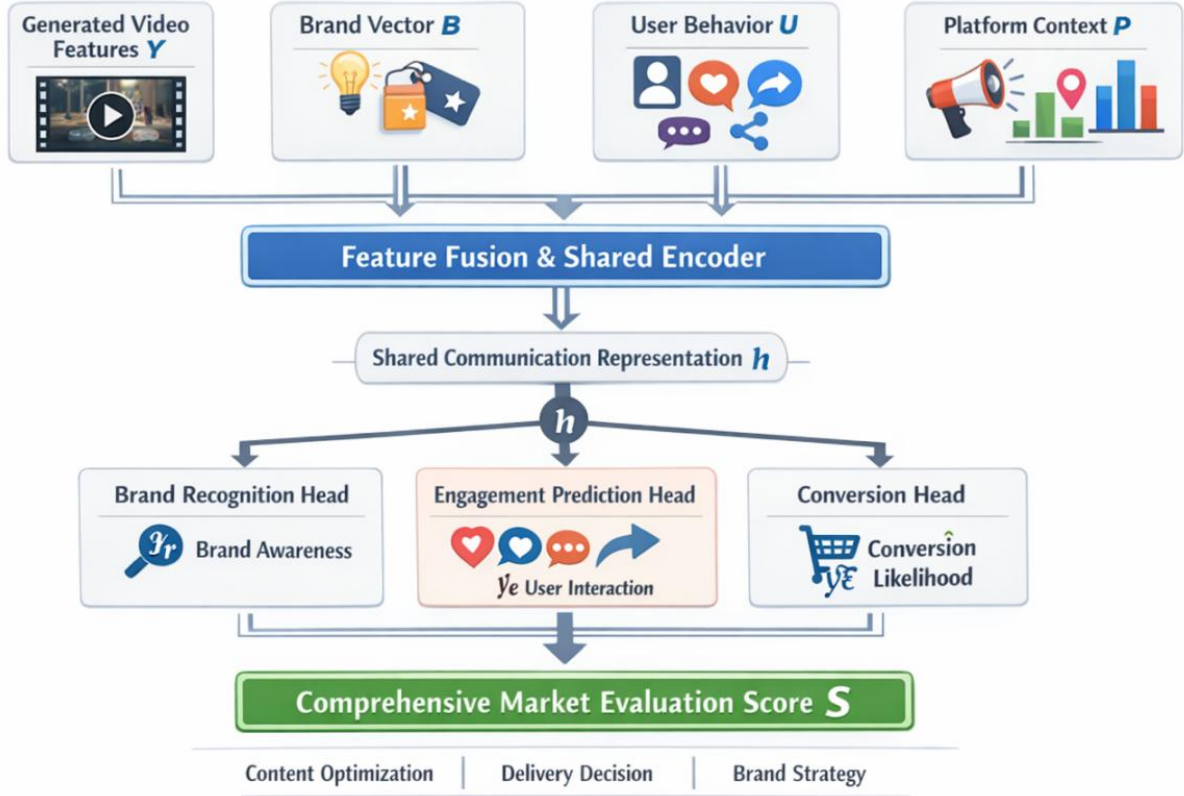 Generated Video
Features Y
Brand Vector B
User Behavior U
Platform Context P
Feature Fusion & Shared Encoder
Shared Communication Representation h
h
Brand Recognition Head
Brand Awareness
Engagement Prediction Head
ye User Interaction
Conversion Head
Conversion
Likelihood
Comprehensive Market Evaluation Score S
Content Optimization
Delivery Decision
Brand Strategy